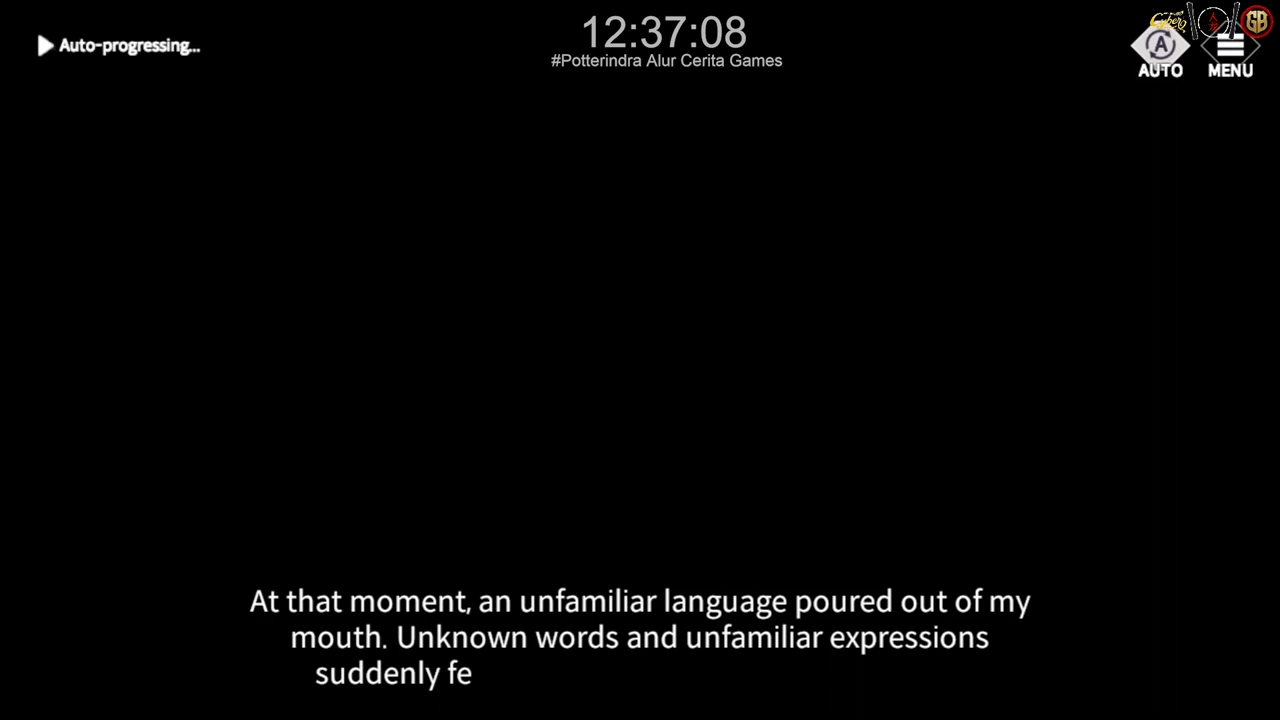 Auto-progressing...
12:37:08
#Potterindra Alur Cerita Games
GB
AUTO
MENU
At that moment, an unfamiliar language poured out of my
mouth. Unknown words and unfamiliar expressions
suddenly fe